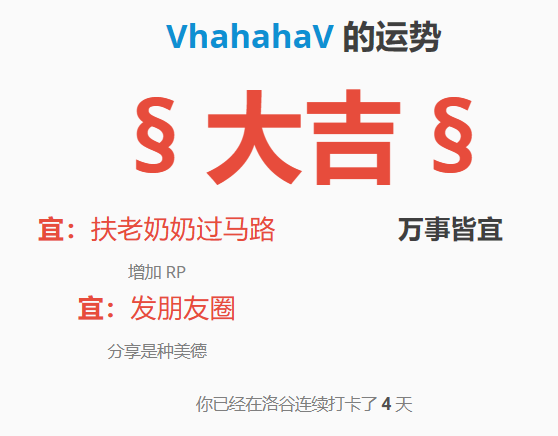 VhahahaV 的运势
§ 大吉 §
宜：扶老奶奶过马路 万事皆宜
增加 RP
宜：发朋友圈
分享是种美德
你已经在洛谷连续打卡了 4 天